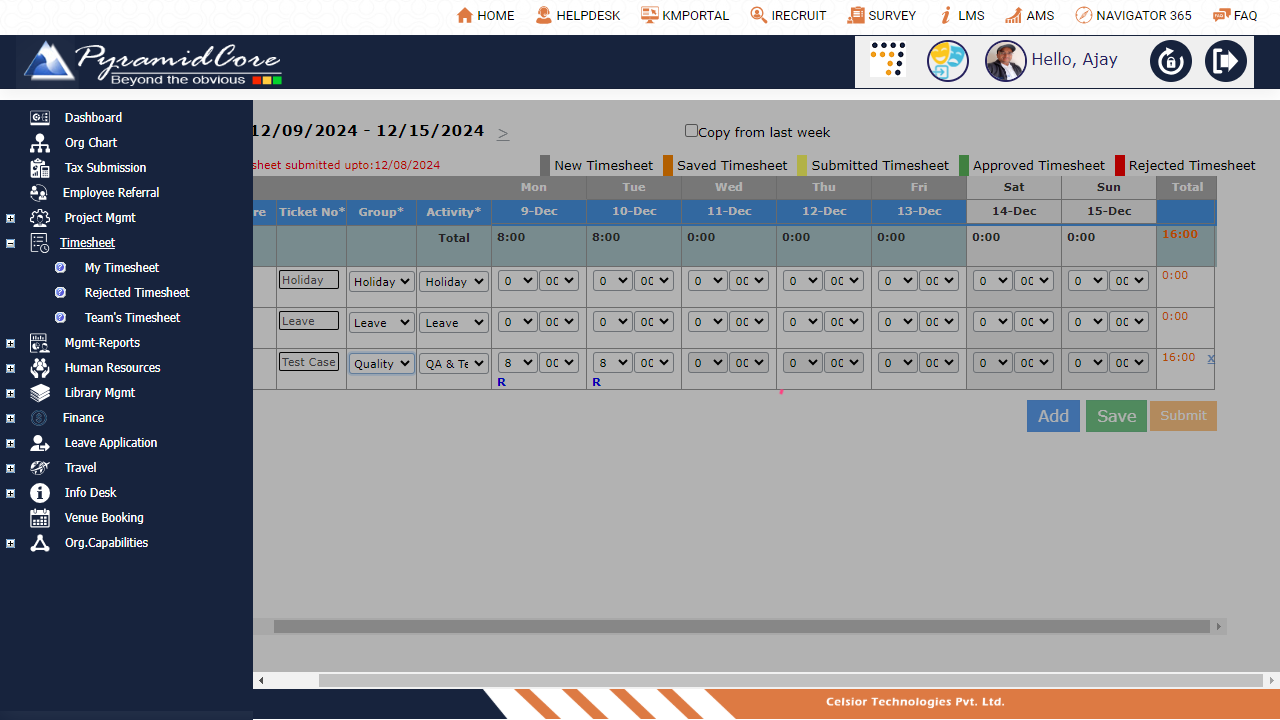 HOME HELPDESK KMPORTAL IRECRUIT SURVEY LMS AMS NAVIGATOR 365 FAQ
PyramidCore
Beyond the obvious
Hello, Ajay
Dashboard
Org Chart
Tax Submission
Employee Referral
Project Mgmt
Timesheet
My Timesheet
Rejected Timesheet
Team's Timesheet
Mgmt-Reports
Human Resources
Library Mgmt
Finance
Leave Application
Travel
Info Desk
Venue Booking
Org.Capabilities
12/09/2024 - 12/15/2024 > Copy from last week
sheet submitted upto:12/08/2024 New Timesheet Saved Timesheet Submitted Timesheet Approved Timesheet Rejected Timesheet
Mon Tue Wed Thu Fri Sat Sun Total
re Ticket No* Group* Activity* 9-Dec 10-Dec 11-Dec 12-Dec 13-Dec 14-Dec 15-Dec
Total 8:00 8:00 0:00 0:00 0:00 0:00 0:00 16:00
Holiday Holiday Holiday 0 00 0 00 0 00 0 00 0 00 0 00 0 00 0:00
Leave Leave Leave 0 00 0 00 0 00 0 00 0 00 0 00 0 00 0:00
Test Case Quality QA & Te 8 00 8 00 0 00 0 00 0 00 0 00 0 00 16:00 x
R R
Add Save Submit
Celsior Technologies Pvt. Ltd.